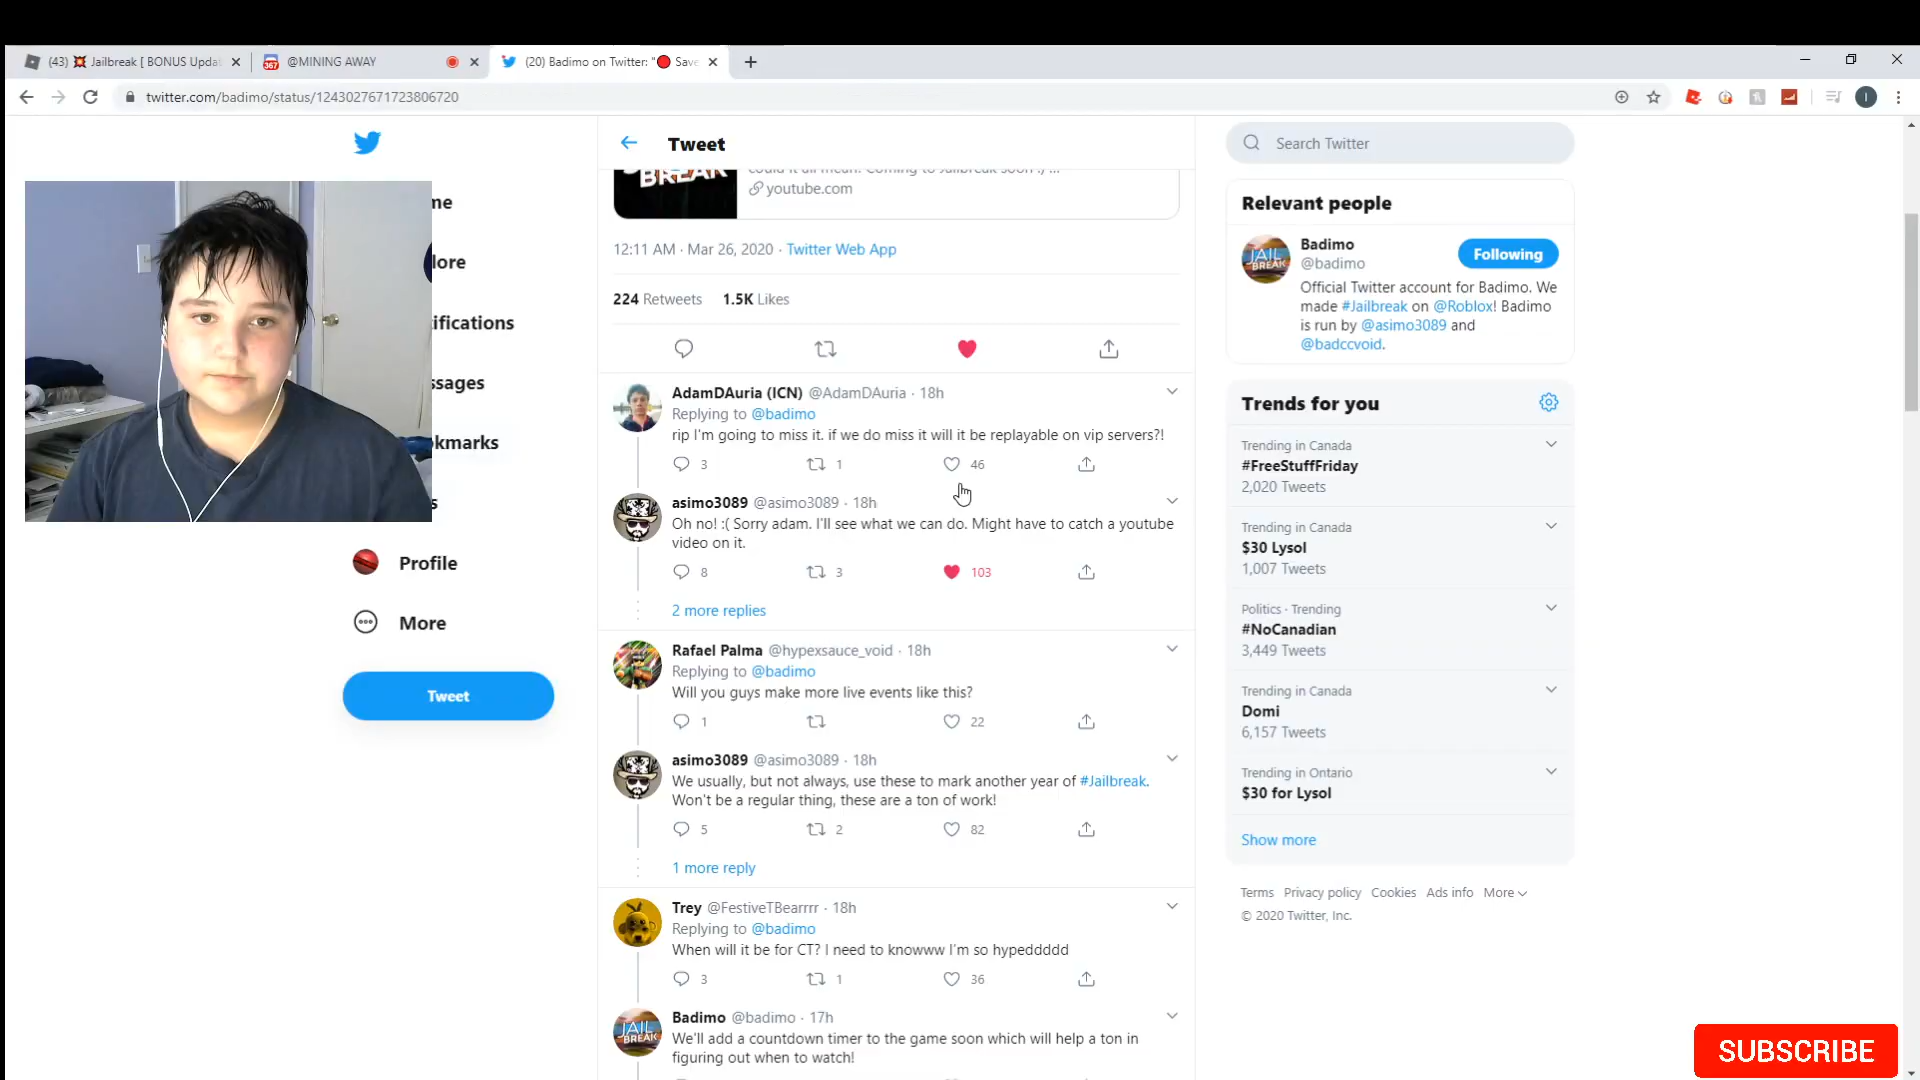 (43) 💥 Jailbreak [ BONUS Updat
@MINING AWAY
(20) Badimo on Twitter: "🔴 Save
twitter.com/badimo/status/1243027671723806720
Tweet
BREAK
youtube.com
12:11 AM · Mar 26, 2020 · Twitter Web App
224 Retweets 1.5K Likes
AdamDAuria (ICN) @AdamDAuria · 18h
Replying to @badimo
rip I'm going to miss it. if we do miss it will it be replayable on vip servers?!
3 1 46
asimo3089 @asimo3089 · 18h
Oh no! :( Sorry adam. I'll see what we can do. Might have to catch a youtube
video on it.
8 3 103
2 more replies
Rafael Palma @hypexsauce_void · 18h
Replying to @badimo
Will you guys make more live events like this?
1 22
asimo3089 @asimo3089 · 18h
We usually, but not always, use these to mark another year of #Jailbreak.
Won't be a regular thing, these are a ton of work!
5 2 82
1 more reply
Trey @FestiveTBearrrr · 18h
Replying to @badimo
When will it be for CT? I need to knowww I'm so hypeddddd
3 1 36
Badimo @badimo · 17h
We'll add a countdown timer to the game soon which will help a ton in
figuring out when to watch!
me
lore
ifications
ssages
kmarks
s
Profile
More
Tweet
Search Twitter
Relevant people
Badimo
@badimo
Following
Official Twitter account for Badimo. We
made #Jailbreak on @Roblox! Badimo
is run by @asimo3089 and
@badccvoid.
Trends for you
Trending in Canada
#FreeStuffFriday
2,020 Tweets
Trending in Canada
$30 Lysol
1,007 Tweets
Politics · Trending
#NoCanadian
3,449 Tweets
Trending in Canada
Domi
6,157 Tweets
Trending in Ontario
$30 for Lysol
Show more
Terms Privacy policy Cookies Ads info More
© 2020 Twitter, Inc.
SUBSCRIBE